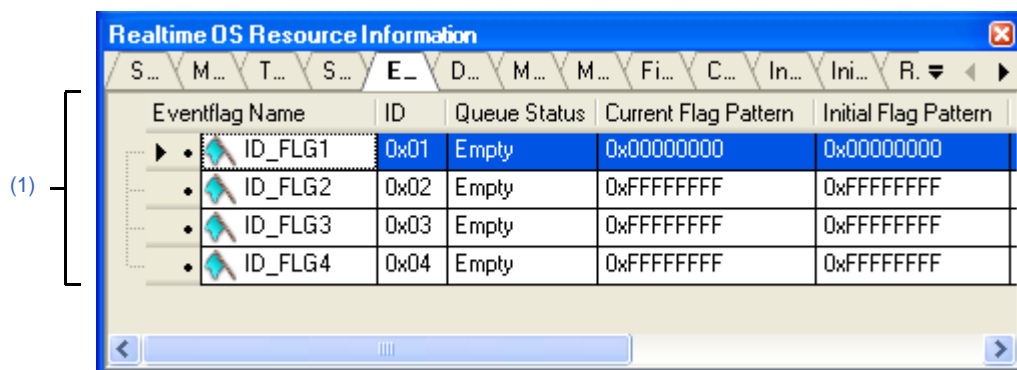 Realtime OS Resource Information
S... M... T... S... E... D... M... M... Fi... C... In... Ini... R.
Eventflag Name ID Queue Status Current Flag Pattern Initial Flag Pattern
(1)
ID_FLG1 0x01 Empty 0x00000000 0x00000000
ID_FLG2 0x02 Empty 0xFFFFFFFF 0xFFFFFFFF
ID_FLG3 0x03 Empty 0xFFFFFFFF 0xFFFFFFFF
ID_FLG4 0x04 Empty 0xFFFFFFFF 0xFFFFFFFF